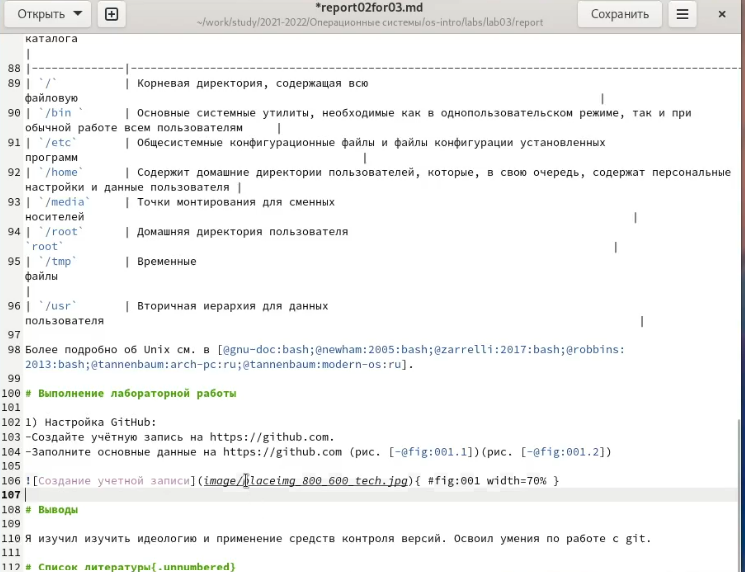 Открыть
*report02for03.md
~/work/study/2021-2022/Операционные системы/os-intro/labs/lab03/report
Сохранить
каталога
|
88 |--------------|----------------------------------------------------------------------------------
89 | `/` | Корневая директория, содержащая всю
файловую |
90 | `/bin ` | Основные системные утилиты, необходимые как в однопользовательском режиме, так и при
обычной работе всем пользователям |
91 | `/etc` | Общесистемные конфигурационные файлы и файлы конфигурации установленных
программ |
92 | `/home` | Содержит домашние директории пользователей, которые, в свою очередь, содержат персональные
настройки и данные пользователя |
93 | `/media` | Точки монтирования для сменных
носителей |
94 | `/root` | Домашняя директория пользователя
`root` |
95 | `/tmp` | Временные
файлы
|
96 | `/usr` | Вторичная иерархия для данных
пользователя |
97
98 Более подробно об Unix см. в [@gnu-doc:bash;@newham:2005:bash;@zarrelli:2017:bash;@robbins:
2013:bash;@tannenbaum:arch-pc:ru;@tannenbaum:modern-os:ru].
99
100 # Выполнение лабораторной работы
101
102 1) Настройка GitHub:
103 -Создайте учётную запись на https://github.com.
104 -Заполните основные данные на https://github.com (рис. [-@fig:001.1])(рис. [-@fig:001.2])
105
106 ![Создание учетной записи](image/placeimg_800_600_tech.jpg){ #fig:001 width=70% }
107
108 # Выводы
109
110 Я изучил изучить идеологию и применение средств контроля версий. Освоил умения по работе с git.
111
112 # Список литературы{.unnumbered}